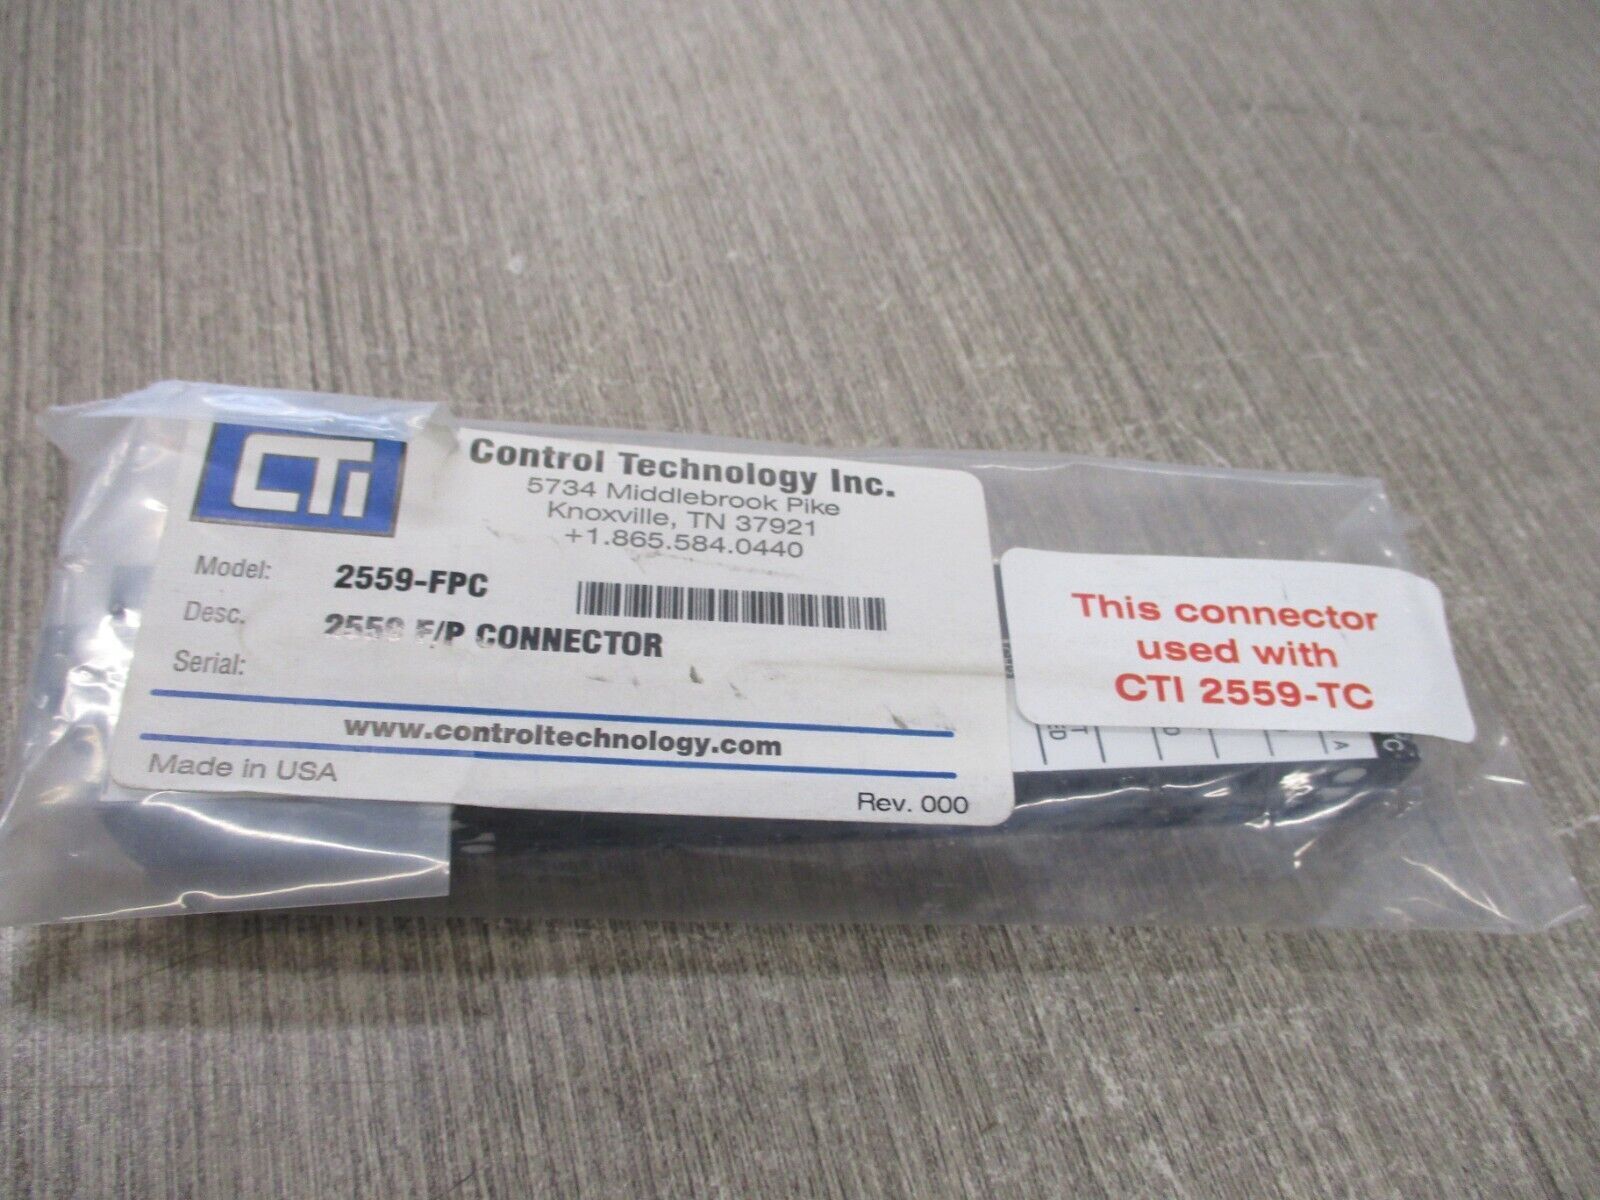 CTi
Control Technology Inc.
5734 Middlebrook Pike
Knoxville, TN 37921
+1.865.584.0440
Model: 2559-FPC
Desc. 2559 F/P CONNECTOR
Serial:
www.controltechnology.com
Made in USA
Rev. 000
This connector
used with
CTI 2559-TC